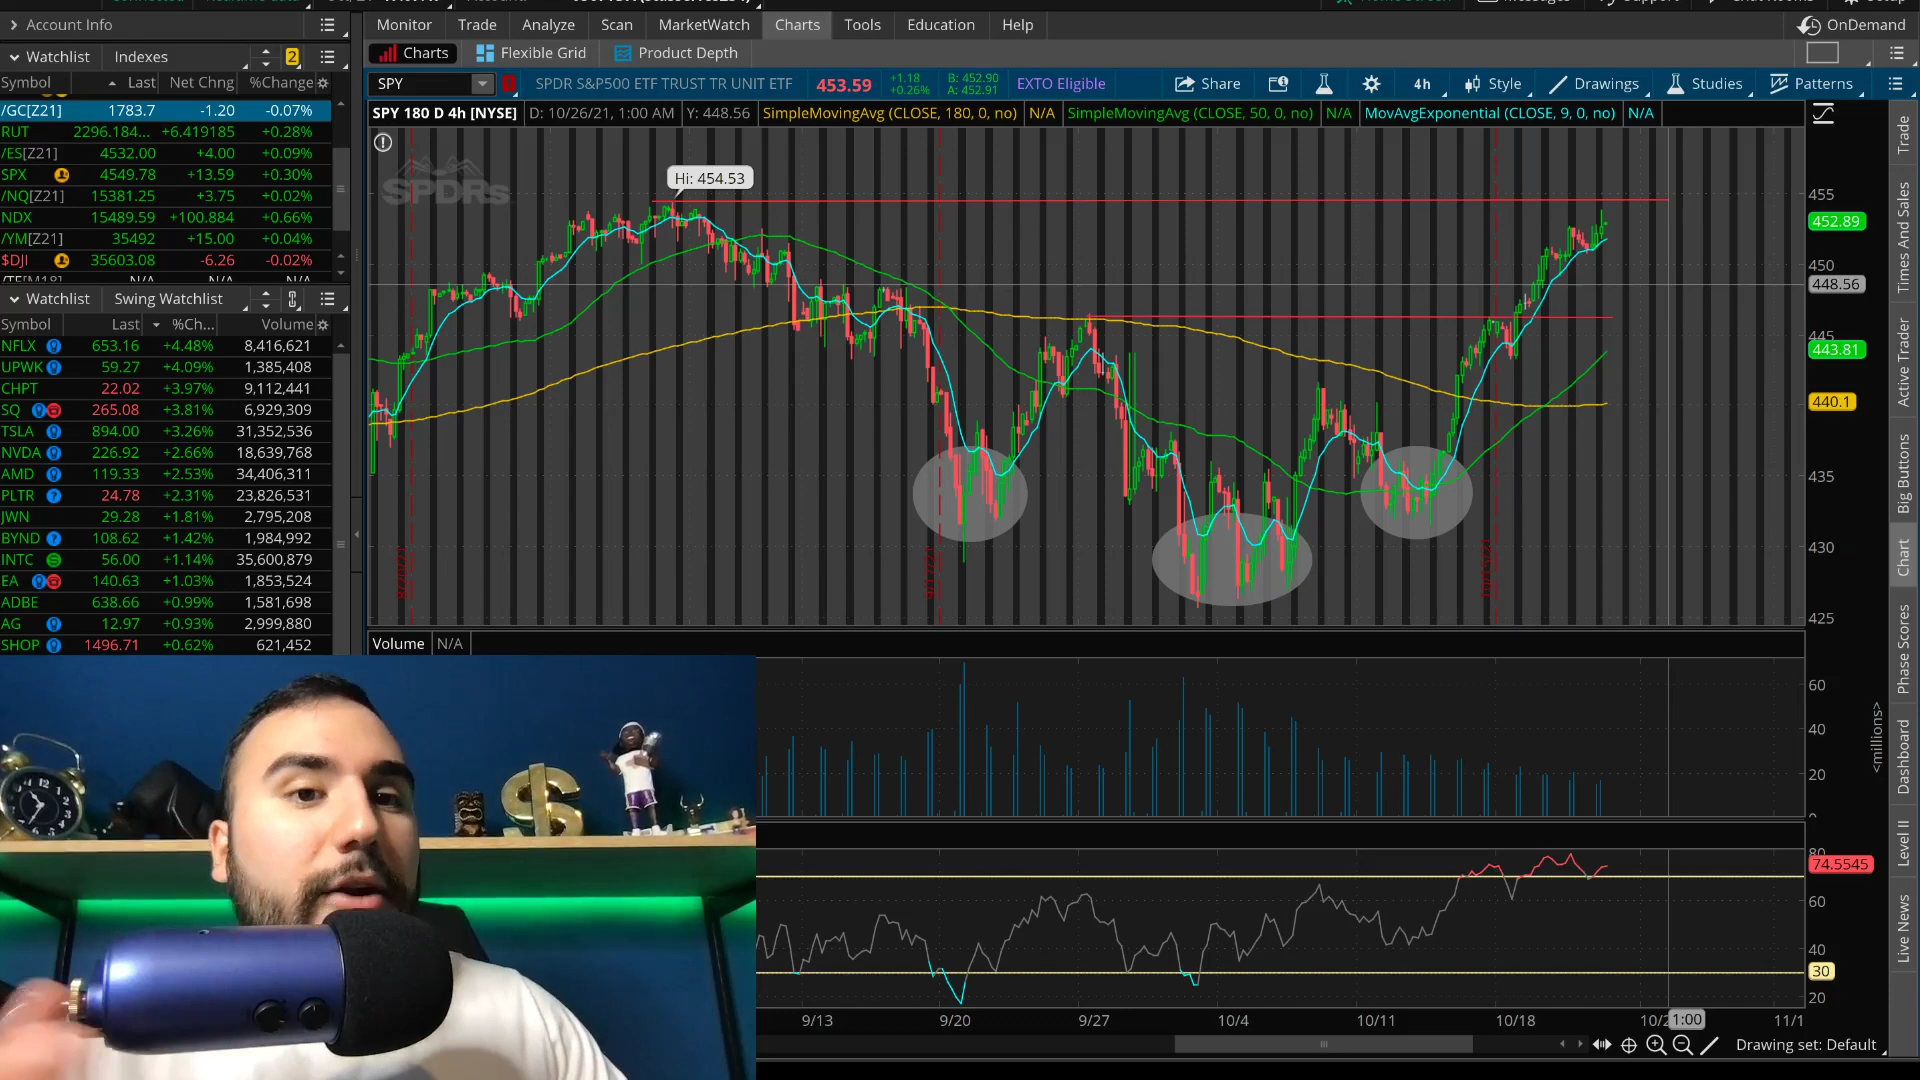 Account Info
Monitor Trade Analyze Scan MarketWatch Charts Tools Education Help
OnDemand
Watchlist Indexes 2
Charts Flexible Grid Product Depth
Symbol Last Net Chng %Change
SPY SPDR S&P500 ETF TRUST TR UNIT ETF 453.59 +1.18 +0.26% B: 452.90 A: 452.91 EXTO Eligible Share 4h Style Drawings Studies Patterns
/GC[Z21] 1783.7 -1.20 -0.07%
RUT 2296.184... +6.419185 +0.28%
/ES[Z21] 4532.00 +4.00 +0.09%
SPX 4549.78 +13.59 +0.30%
/NQ[Z21] 15381.25 +3.75 +0.02%
NDX 15489.59 +100.884 +0.66%
/YM[Z21] 35492 +15.00 +0.04%
$DJI 35603.08 -6.26 -0.02%
SPY 180 D 4h [NYSE] D: 10/26/21, 1:00 AM Y: 448.56 SimpleMovingAvg (CLOSE, 180, 0, no) N/A SimpleMovingAvg (CLOSE, 50, 0, no) N/A MovAvgExponential (CLOSE, 9, 0, no) N/A
SPDRs
Hi: 454.53
455
452.89
450
448.56
445
443.81
440.1
435
430
425
Watchlist Swing Watchlist
Symbol Last %Ch... Volume
NFLX 653.16 +4.48% 8,416,621
UPWK 59.27 +4.09% 1,385,408
CHPT 22.02 +3.97% 9,112,441
SQ 265.08 +3.81% 6,929,309
TSLA 894.00 +3.26% 31,352,536
NVDA 226.92 +2.66% 18,639,768
AMD 119.33 +2.53% 34,406,311
PLTR 24.78 +2.31% 23,826,531
JWN 29.28 +1.81% 2,795,208
BYND 108.62 +1.42% 1,984,992
INTC 56.00 +1.14% 35,600,879
EA 140.63 +1.03% 1,853,524
ADBE 638.66 +0.99% 1,581,698
AG 12.97 +0.93% 2,999,880
SHOP 1496.71 +0.62% 621,452
Volume N/A
60
40
20
<millions>
80
74.5545
60
40
30
20
9/13 9/20 9/27 10/4 10/11 10/18 1:00 11/1
Drawing set: Default
Trade
Times And Sales
Active Trader
Big Buttons
Chart
Phase Scores
Dashboard
Level II
Live News